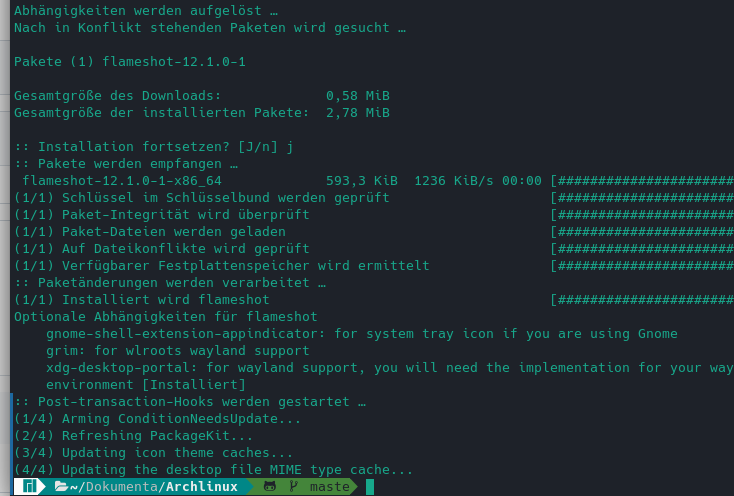 Abhängigkeiten werden aufgelöst …
Nach in Konflikt stehenden Paketen wird gesucht …
Pakete (1) flameshot-12.1.0-1
Gesamtgröße des Downloads: 0,58 MiB
Gesamtgröße der installierten Pakete: 2,78 MiB
:: Installation fortsetzen? [J/n] j
:: Pakete werden empfangen …
flameshot-12.1.0-1-x86_64 593,3 KiB 1236 KiB/s 00:00 [######################
(1/1) Schlüssel im Schlüsselbund werden geprüft [######################
(1/1) Paket-Integrität wird überprüft [######################
(1/1) Paket-Dateien werden geladen [######################
(1/1) Auf Dateikonflikte wird geprüft [######################
(1/1) Verfügbarer Festplattenspeicher wird ermittelt [######################
:: Paketänderungen werden verarbeitet …
(1/1) Installiert wird flameshot [######################
Optionale Abhängigkeiten für flameshot
gnome-shell-extension-appindicator: for system tray icon if you are using Gnome
grim: for wlroots wayland support
xdg-desktop-portal: for wayland support, you will need the implementation for your way
environment [Installiert]
:: Post-transaction-Hooks werden gestartet …
(1/4) Arming ConditionNeedsUpdate...
(2/4) Refreshing PackageKit...
(3/4) Updating icon theme caches...
(4/4) Updating the desktop file MIME type cache...
~/Dokumenta/Archlinux maste